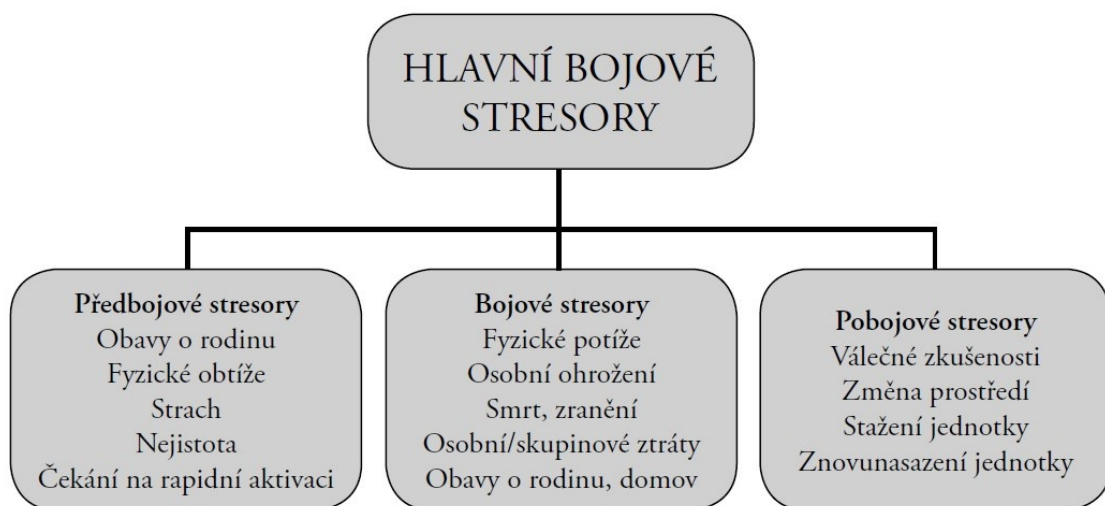 HLAVNÍ BOJOVÉ
STRESORY
Předbojové stresory
Obavy o rodinu
Fyzické obtíže
Strach
Nejistota
Čekání na rapidní aktivaci
Bojové stresory
Fyzické potíže
Osobní ohrožení
Smrt, zranění
Osobní/skupinové ztráty
Obavy o rodinu, domov
Pobojové stresory
Válečné zkušenosti
Změna prostředí
Stažení jednotky
Znovunasazení jednotky